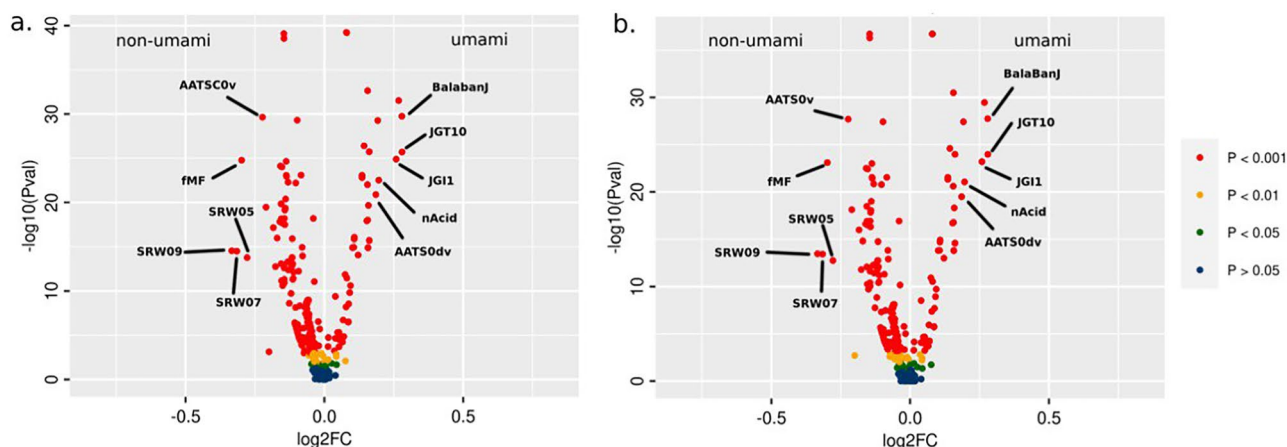 a.
non-umami
umami
AATSC0v
BalabanJ
JGT10
fMF
JGI1
SRW05
nAcid
SRW09
AATS0dv
SRW07
40
30
20
10
0
-log10(Pval)
-0.5
0.0
0.5
log2FC
b.
non-umami
umami
AATS0v
BalaBanJ
JGT10
fMF
JGI1
SRW05
nAcid
SRW09
AATS0dv
SRW07
30
20
10
0
-log10(Pval)
-0.5
0.0
0.5
log2FC
P < 0.001
P < 0.01
P < 0.05
P > 0.05